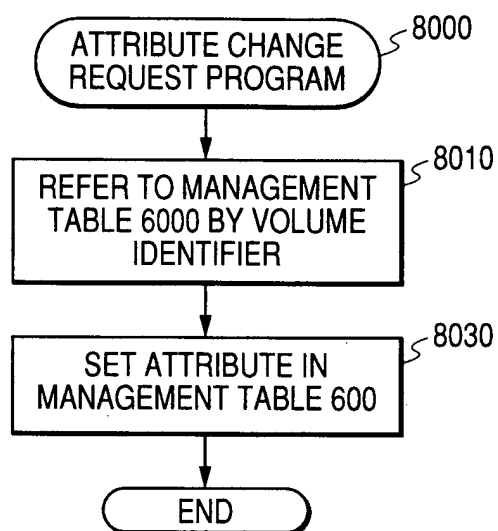 ATTRIBUTE CHANGE
REQUEST PROGRAM
8000
REFER TO MANAGEMENT
TABLE 6000 BY VOLUME
IDENTIFIER
8010
SET ATTRIBUTE IN
MANAGEMENT TABLE 600
8030
END